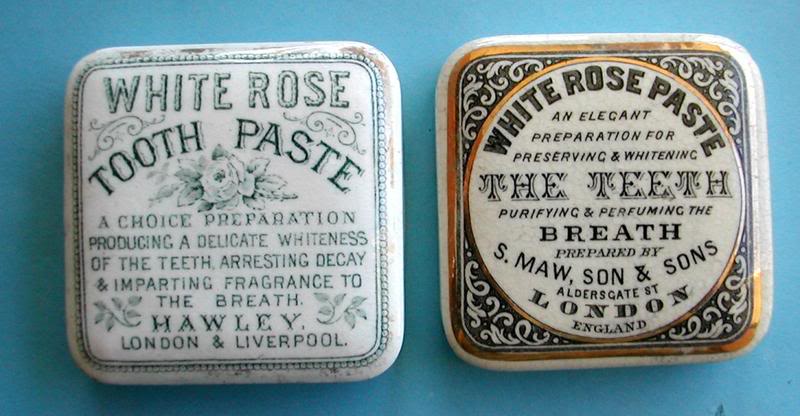 WHITE ROSE
TOOTH PASTE
A CHOICE PREPARATION
PRODUCING A DELICATE WHITENESS
OF THE TEETH, ARRESTING DECAY
& IMPARTING FRAGRANCE TO
THE BREATH.
HAWLEY,
LONDON & LIVERPOOL.
WHITE ROSE PASTE
AN ELEGANT
PREPARATION FOR
PRESERVING & WHITENING
THE TEETH
PURIFYING & PERFUMING THE
BREATH
PREPARED BY
S. MAW, SON & SONS
ALDERSGATE ST
LONDON
ENGLAND